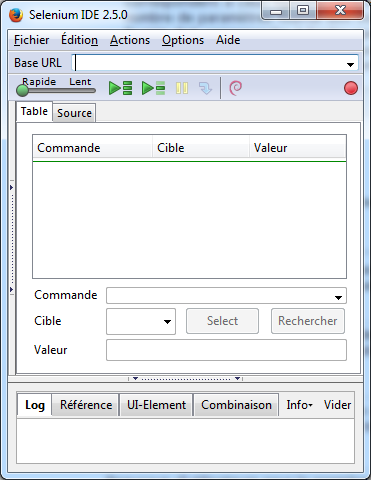 Selenium IDE 2.5.0
Fichier Édition Actions Options Aide
Base URL
Rapide Lent
Table Source
Commande Cible Valeur
Commande
Cible Select Rechercher
Valeur
Log Référence UI-Element Combinaison Info Vider